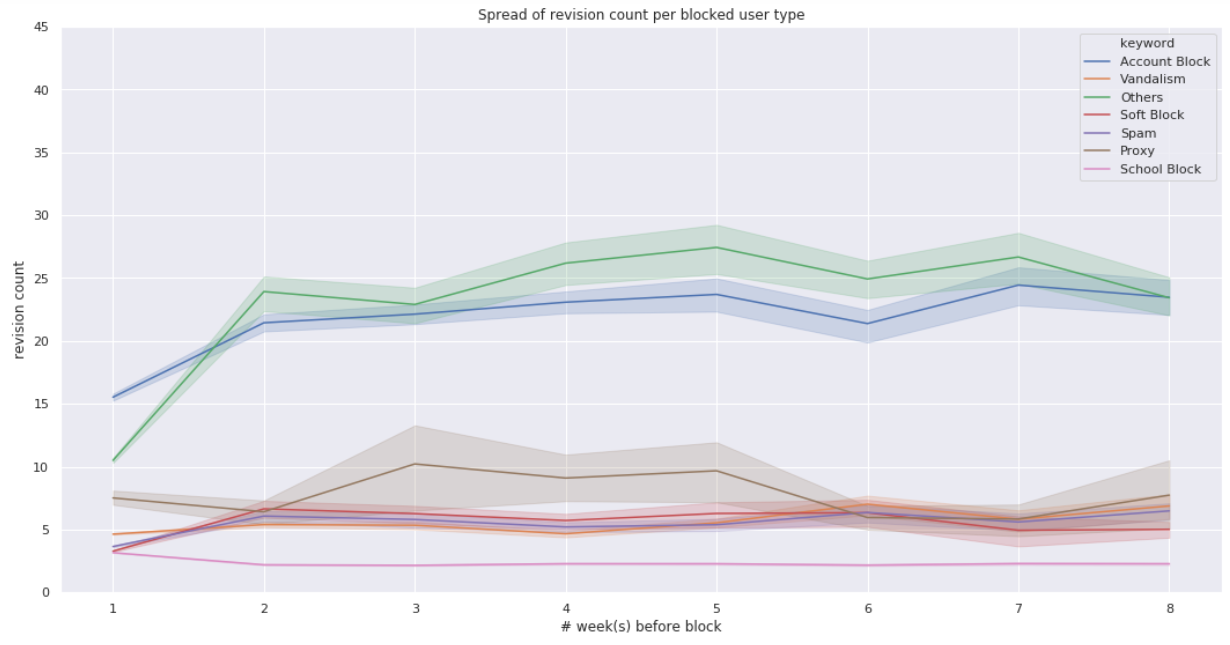 Spread of revision count per blocked user type
45
40
35
30
25
20
15
10
5
0
revision count
keyword
Account Block
Vandalism
Others
Soft Block
Spam
Proxy
School Block
1 2 3 4 5 6 7 8
# week(s) before block